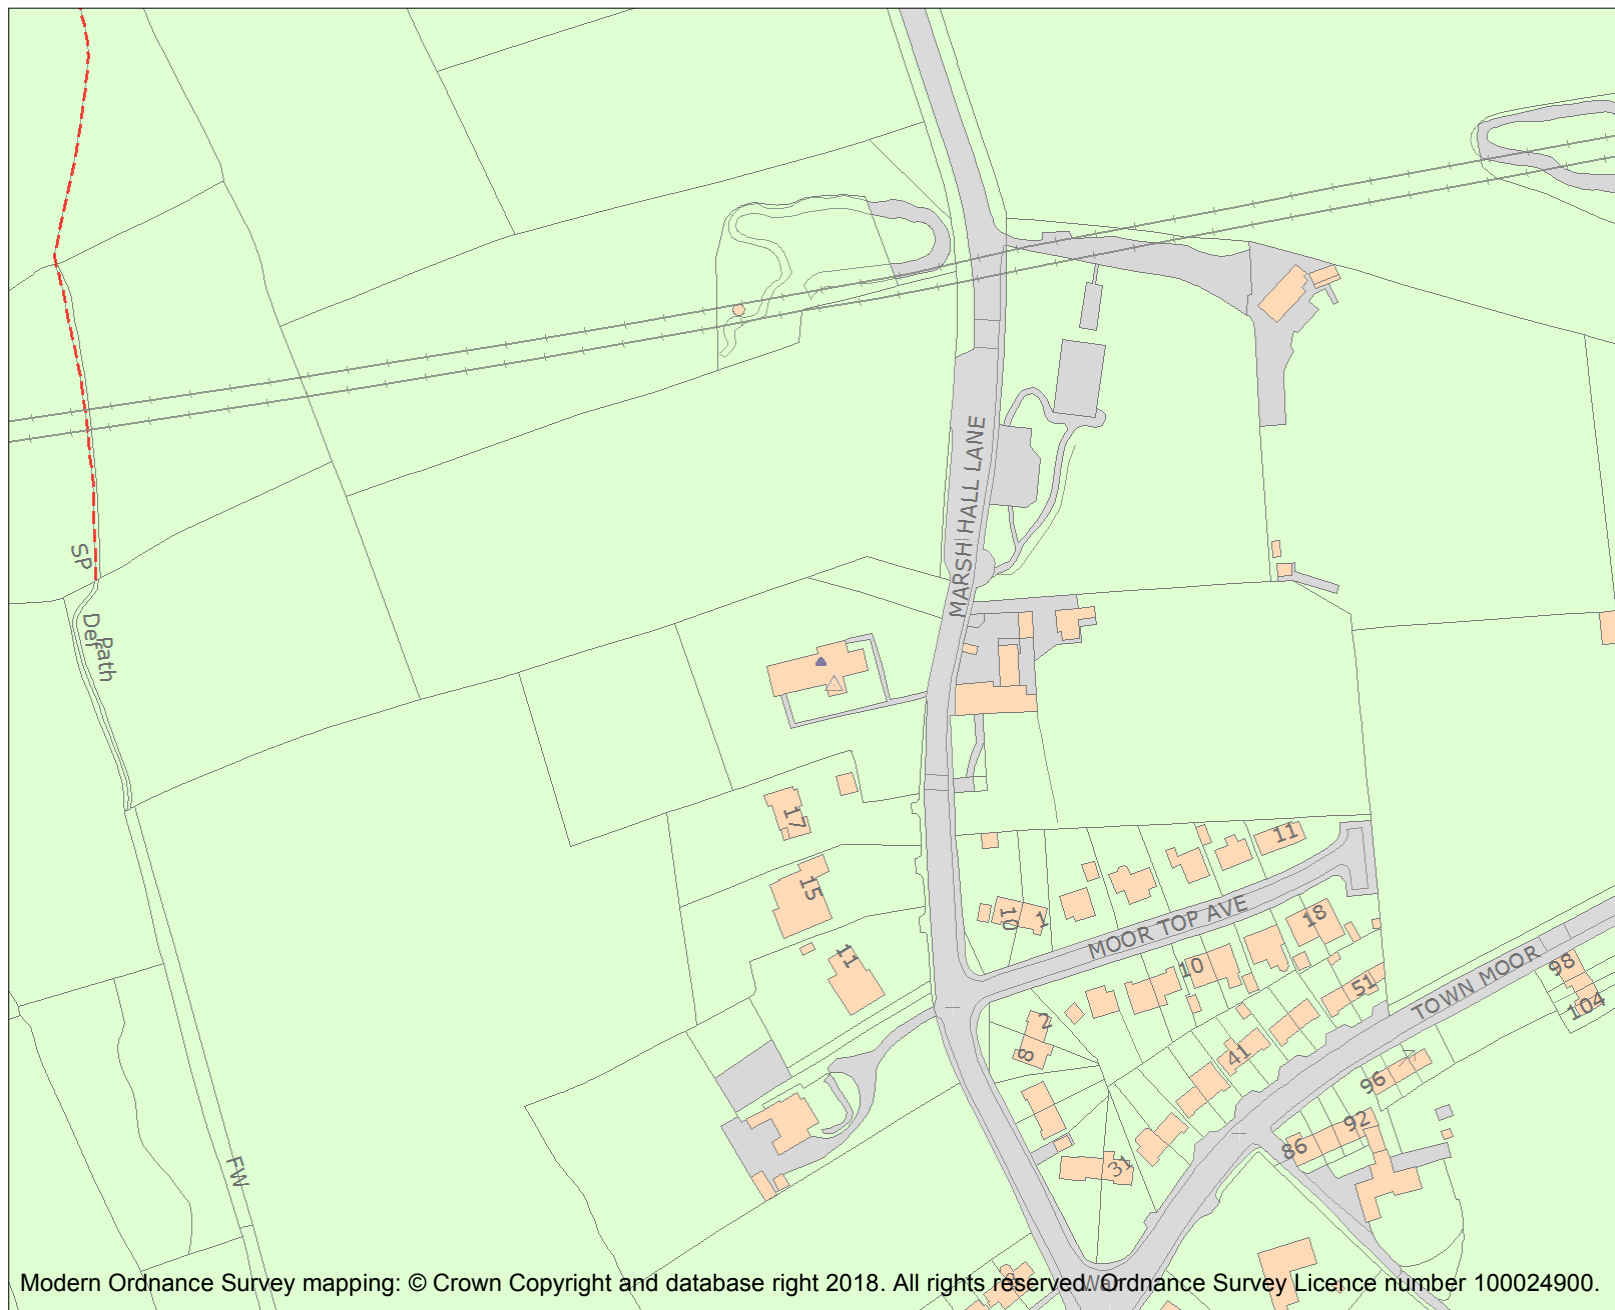 MARSH HALL LANE
SP
Def
Path
17
15
11
11
10
1
MOOR TOP AVE
18
10
2
8
51
TOWN MOOR
98
104
41
96
92
86
31
FW
Modern Ordnance Survey mapping: © Crown Copyright and database right 2018. All rights reserved. Ordnance Survey Licence number 100024900.